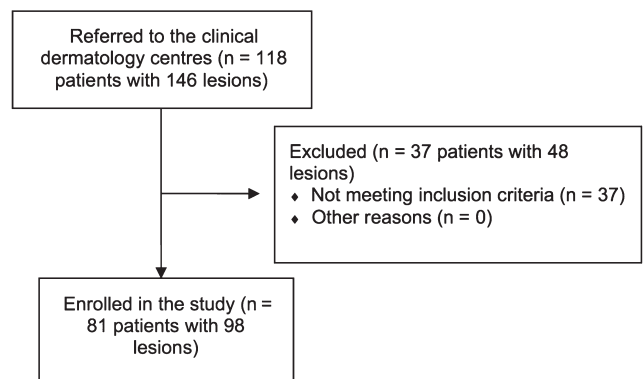 Referred to the clinical
dermatology centres (n = 118
patients with 146 lesions)
Excluded (n = 37 patients with 48
lesions)
♦ Not meeting inclusion criteria (n = 37)
♦ Other reasons (n = 0)
Enrolled in the study (n =
81 patients with 98
lesions)